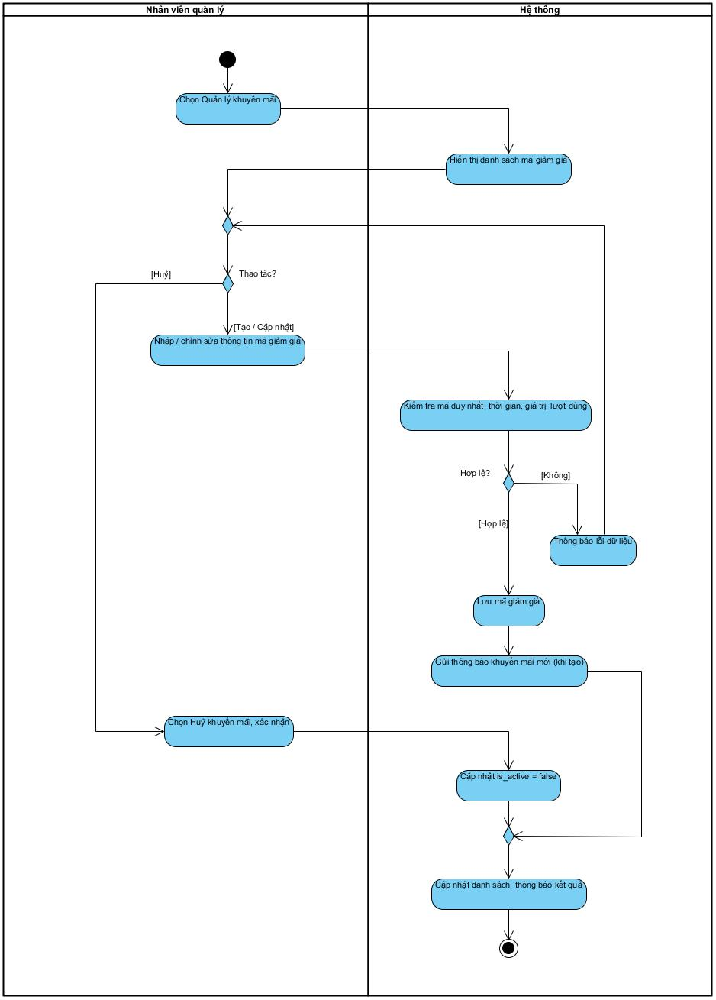 Nhân viên quản lý
Hệ thống
Chọn Quản lý khuyến mãi
Hiển thị danh sách mã giảm giá
Thao tác?
[Huỷ]
[Tạo / Cập nhật]
Nhập / chỉnh sửa thông tin mã giảm giá
Kiểm tra mã duy nhất, thời gian, giá trị, lượt dùng
Hợp lệ?
[Không]
[Hợp lệ]
Thông báo lỗi dữ liệu
Lưu mã giảm giá
Gửi thông báo khuyến mãi mới (khi tạo)
Chọn Huỷ khuyến mãi, xác nhận
Cập nhật is_active = false
Cập nhật danh sách, thông báo kết quả